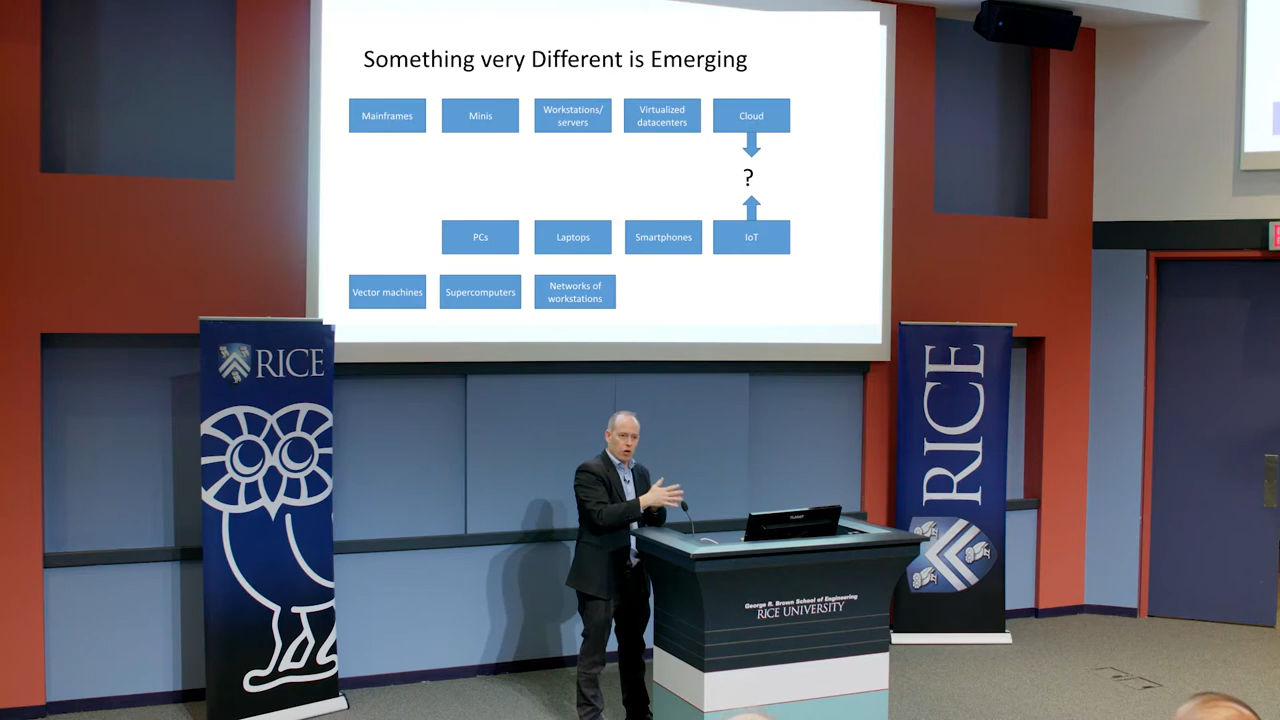 Something very Different is Emerging
Mainframes
Minis
Workstations/
servers
Virtualized
datacenters
Cloud
?
PCs
Laptops
Smartphones
IoT
Vector machines
Supercomputers
Networks of
workstations
RICE
RICE
George R. Brown School of Engineering
RICE UNIVERSITY